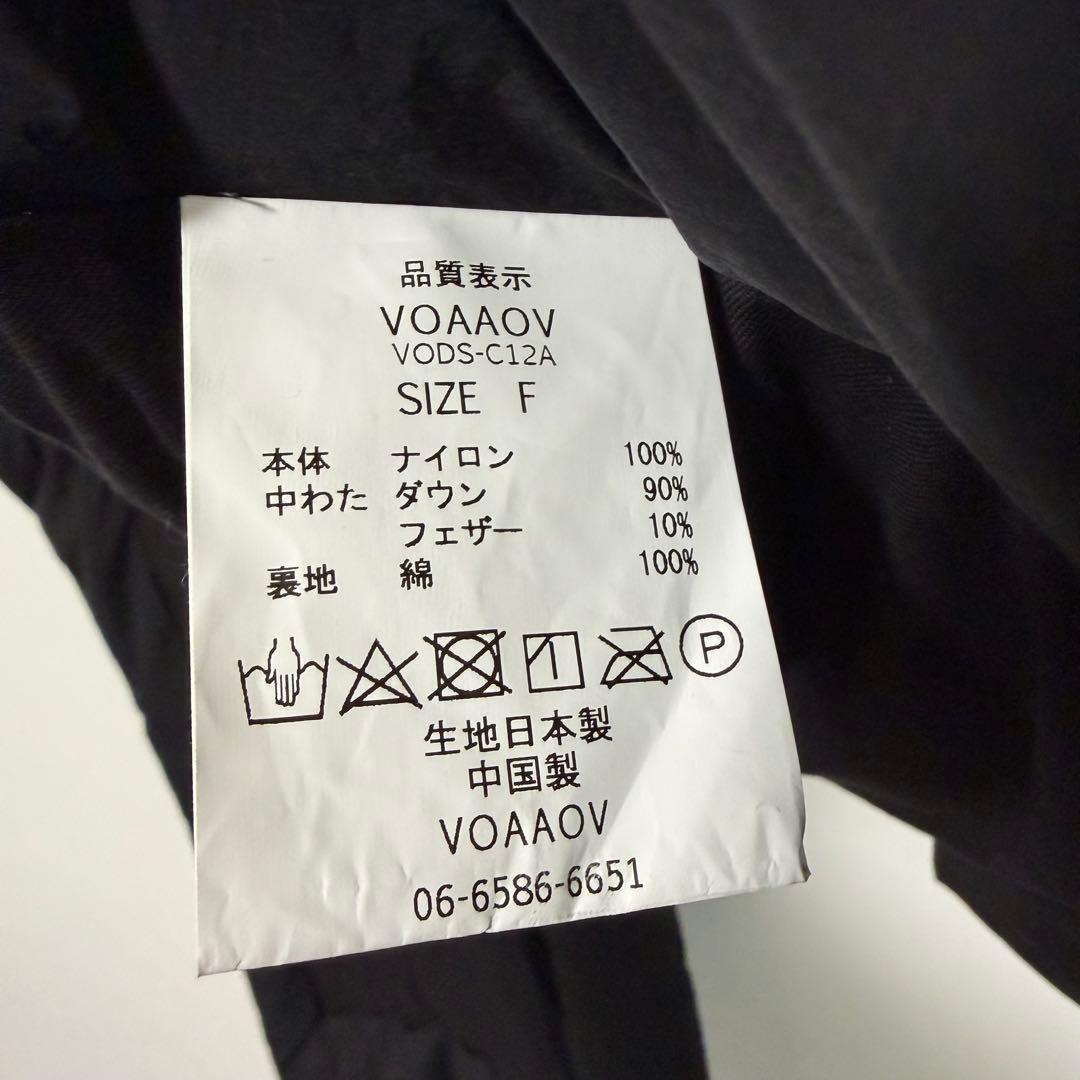 品質表示
VOAAOV
VODS-C12A
SIZE F
本体 ナイロン 100%
中わた ダウン 90%
フェザー 10%
裏地 綿 100%
P
生地日本製
中国製
VOAAOV
06-6586-6651